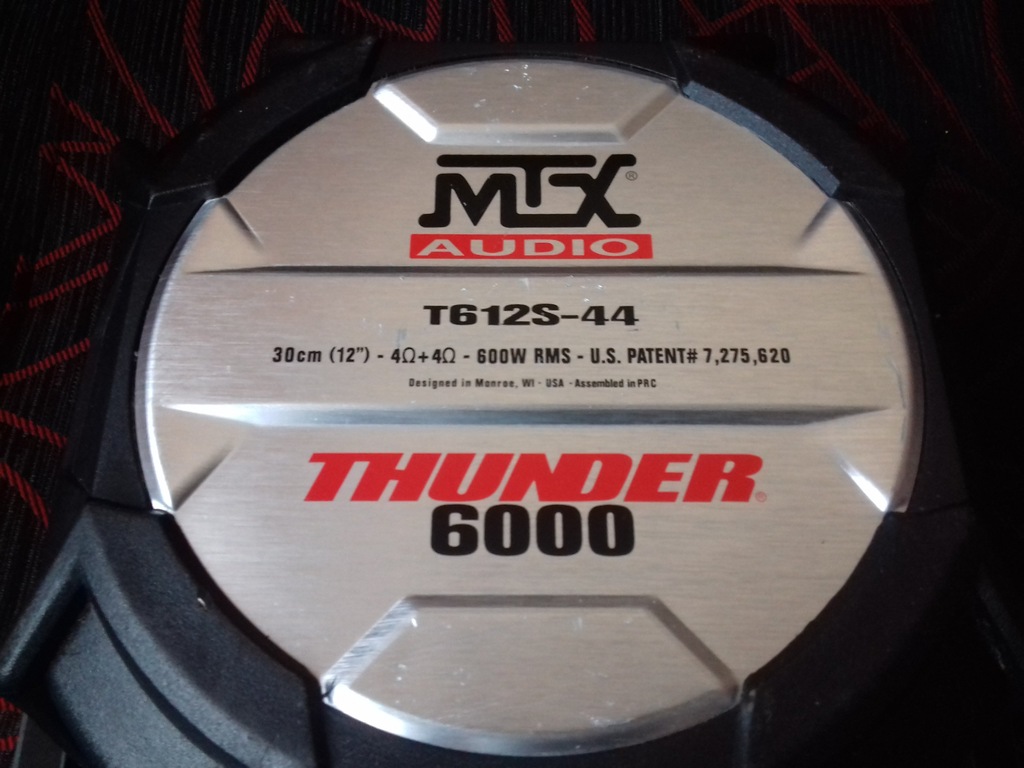 MTX®
AUDIO
T612S-44
30cm (12") - 4Ω+4Ω - 600W RMS - U.S. PATENT# 7,275,620
Designed in Monroe, WI - USA - Assembled in PRC
THUNDER®
6000